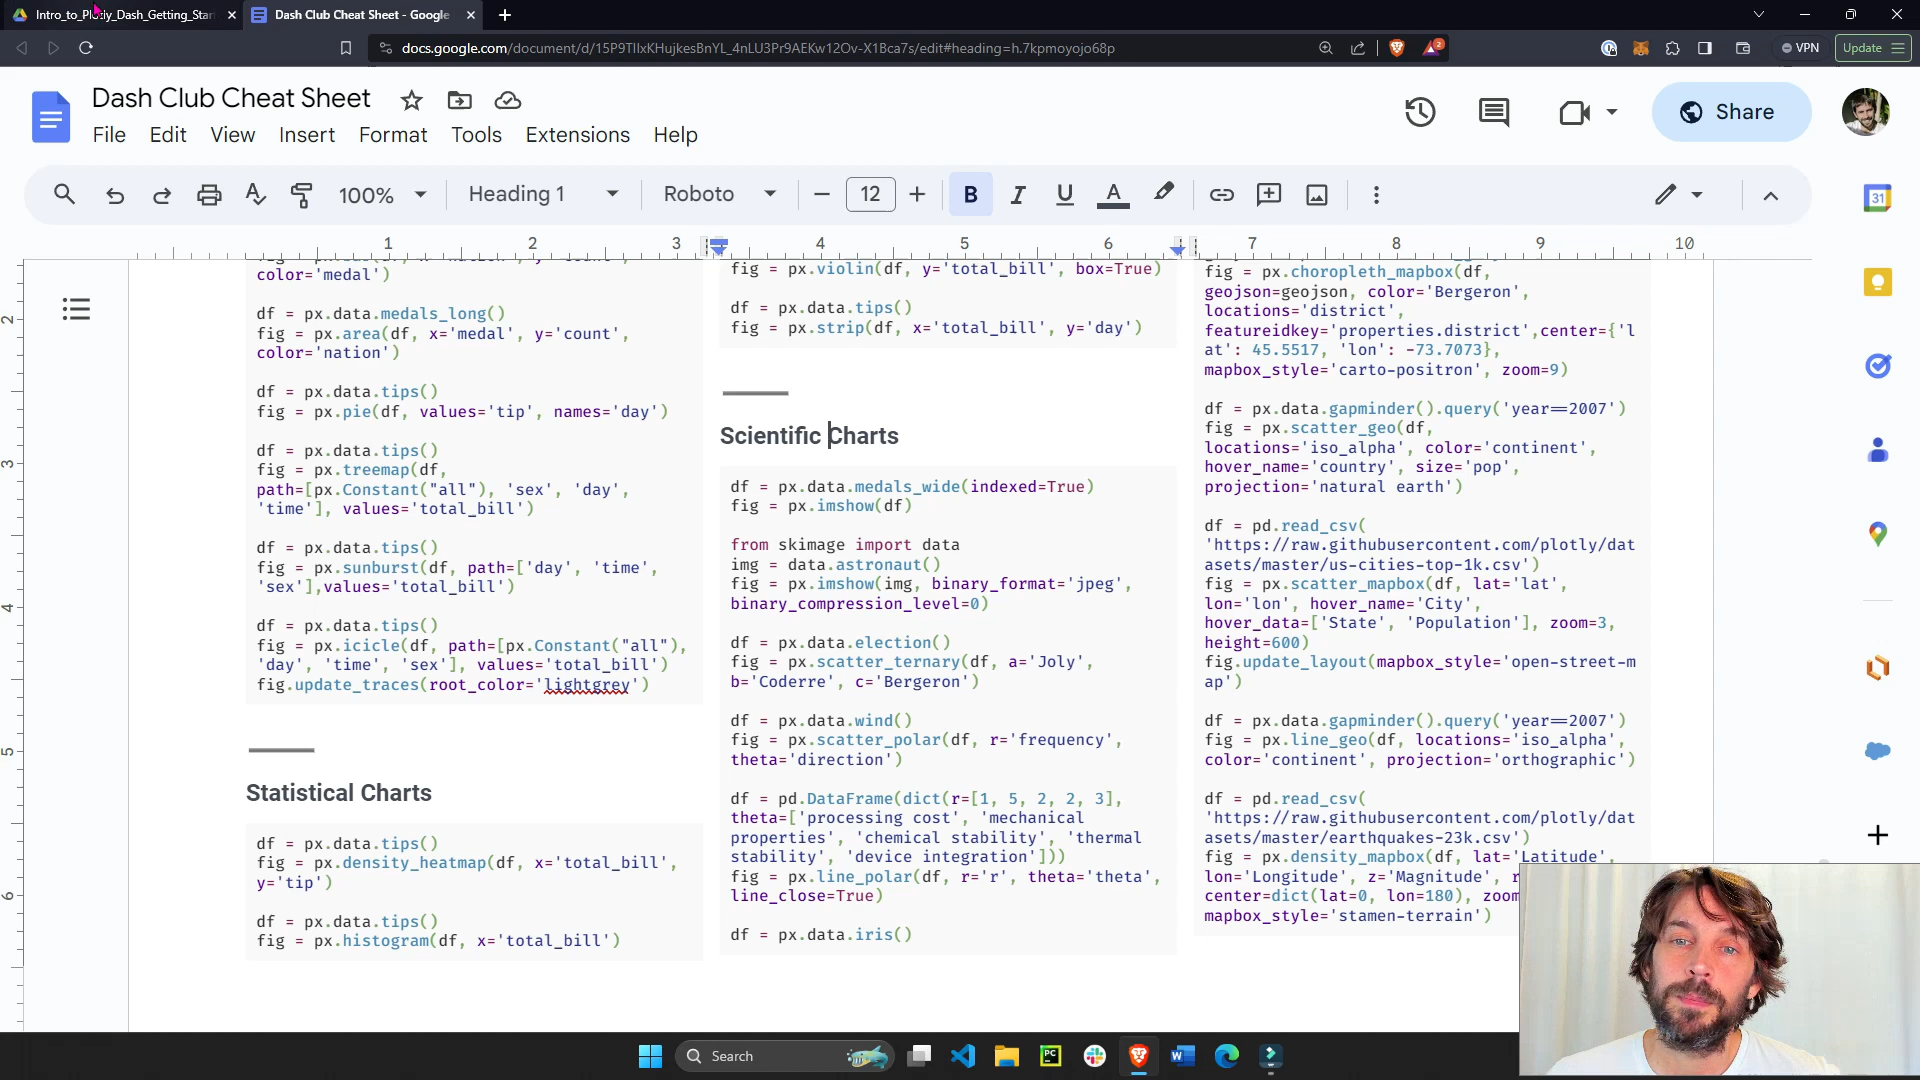 Intro_to_Plotly_Dash_Getting_Star
Dash Club Cheat Sheet - Google
docs.google.com/document/d/15P9TIlxKHujkesBnYL_4nLU3Pr9AEKw12Ov-X1Bca7s/edit#heading=h.7kpmoyojo68p
2
VPN
Update
Dash Club Cheat Sheet
File Edit View Insert Format Tools Extensions Help
Share
100% Heading 1 Roboto 12 B I U A
31
1 2 3 4 5 6 7 8 9 10
2
3
4
5
6
color='medal')
df = px.data.medals_long()
fig = px.area(df, x='medal', y='count',
color='nation')
df = px.data.tips()
fig = px.pie(df, values='tip', names='day')
df = px.data.tips()
fig = px.treemap(df,
path=[px.Constant("all"), 'sex', 'day',
'time'], values='total_bill')
df = px.data.tips()
fig = px.sunburst(df, path=['day', 'time',
'sex'],values='total_bill')
df = px.data.tips()
fig = px.icicle(df, path=[px.Constant("all"),
'day', 'time', 'sex'], values='total_bill')
fig.update_traces(root_color='lightgrey')
Statistical Charts
df = px.data.tips()
fig = px.density_heatmap(df, x='total_bill',
y='tip')
df = px.data.tips()
fig = px.histogram(df, x='total_bill')
fig = px.violin(df, y='total_bill', box=True)
df = px.data.tips()
fig = px.strip(df, x='total_bill', y='day')
Scientific Charts
df = px.data.medals_wide(indexed=True)
fig = px.imshow(df)
from skimage import data
img = data.astronaut()
fig = px.imshow(img, binary_format='jpeg',
binary_compression_level=0)
df = px.data.election()
fig = px.scatter_ternary(df, a='Joly',
b='Coderre', c='Bergeron')
df = px.data.wind()
fig = px.scatter_polar(df, r='frequency',
theta='direction')
df = pd.DataFrame(dict(r=[1, 5, 2, 2, 3],
theta=['processing cost', 'mechanical
properties', 'chemical stability', 'thermal
stability', 'device integration']))
fig = px.line_polar(df, r='r', theta='theta',
line_close=True)
df = px.data.iris()
fig = px.choropleth_mapbox(df,
geojson=geojson, color='Bergeron',
locations='district',
featureidkey='properties.district',center={'l
at': 45.5517, 'lon': -73.7073},
mapbox_style='carto-positron', zoom=9)
df = px.data.gapminder().query('year==2007')
fig = px.scatter_geo(df,
locations='iso_alpha', color='continent',
hover_name='country', size='pop',
projection='natural earth')
df = pd.read_csv(
'https://raw.githubusercontent.com/plotly/dat
asets/master/us-cities-top-1k.csv')
fig = px.scatter_mapbox(df, lat='lat',
lon='lon', hover_name='City',
hover_data=['State', 'Population'], zoom=3,
height=600)
fig.update_layout(mapbox_style='open-street-m
ap')
df = px.data.gapminder().query('year==2007')
fig = px.line_geo(df, locations='iso_alpha',
color='continent', projection='orthographic')
df = pd.read_csv(
'https://raw.githubusercontent.com/plotly/dat
asets/master/earthquakes-23k.csv')
fig = px.density_mapbox(df, lat='Latitude',
lon='Longitude', z='Magnitude', r
center=dict(lat=0, lon=180), zoom
mapbox_style='stamen-terrain')
Search
PC
W